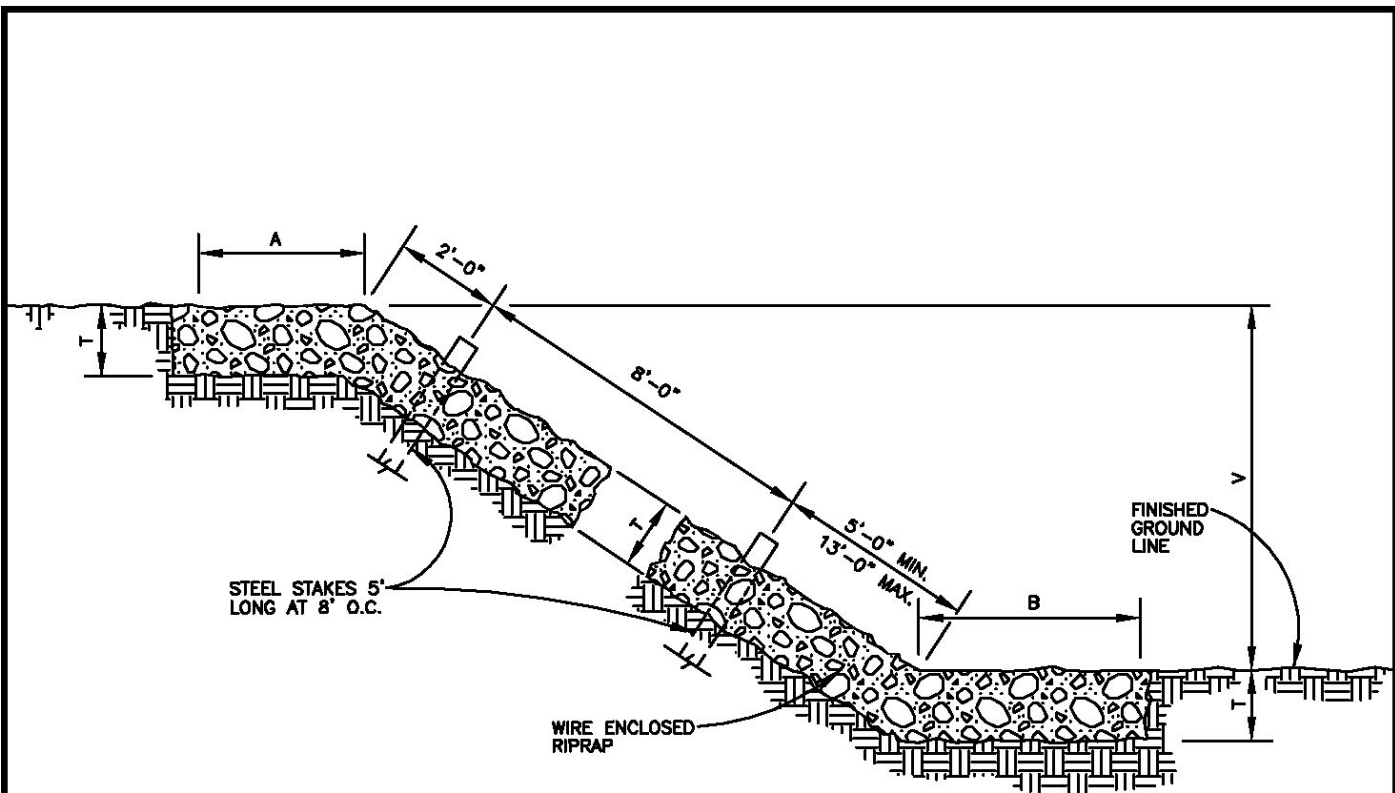 A
2'-0"
T
8'-0"
V
FINISHED
GROUND
LINE
T
5'-0" MIN.
13'-0" MAX.
STEEL STAKES 5'
LONG AT 8' O.C.
B
T
WIRE ENCLOSED
RIPRAP